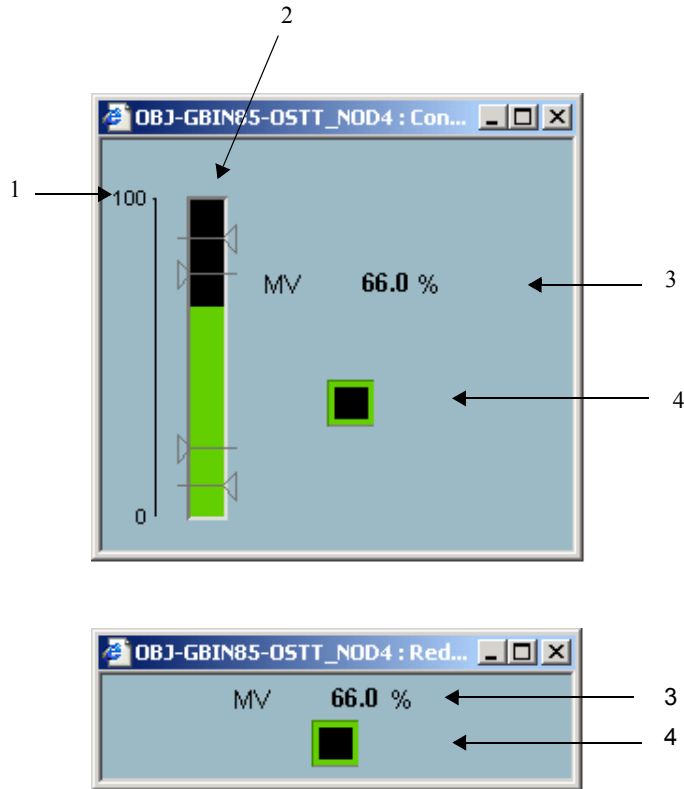 2
OBJ-GBIN85-OSTT_NOD4 : Con...
1
100
MV 66.0 %
3
4
0
OBJ-GBIN85-OSTT_NOD4 : Red...
MV 66.0 %
3
4